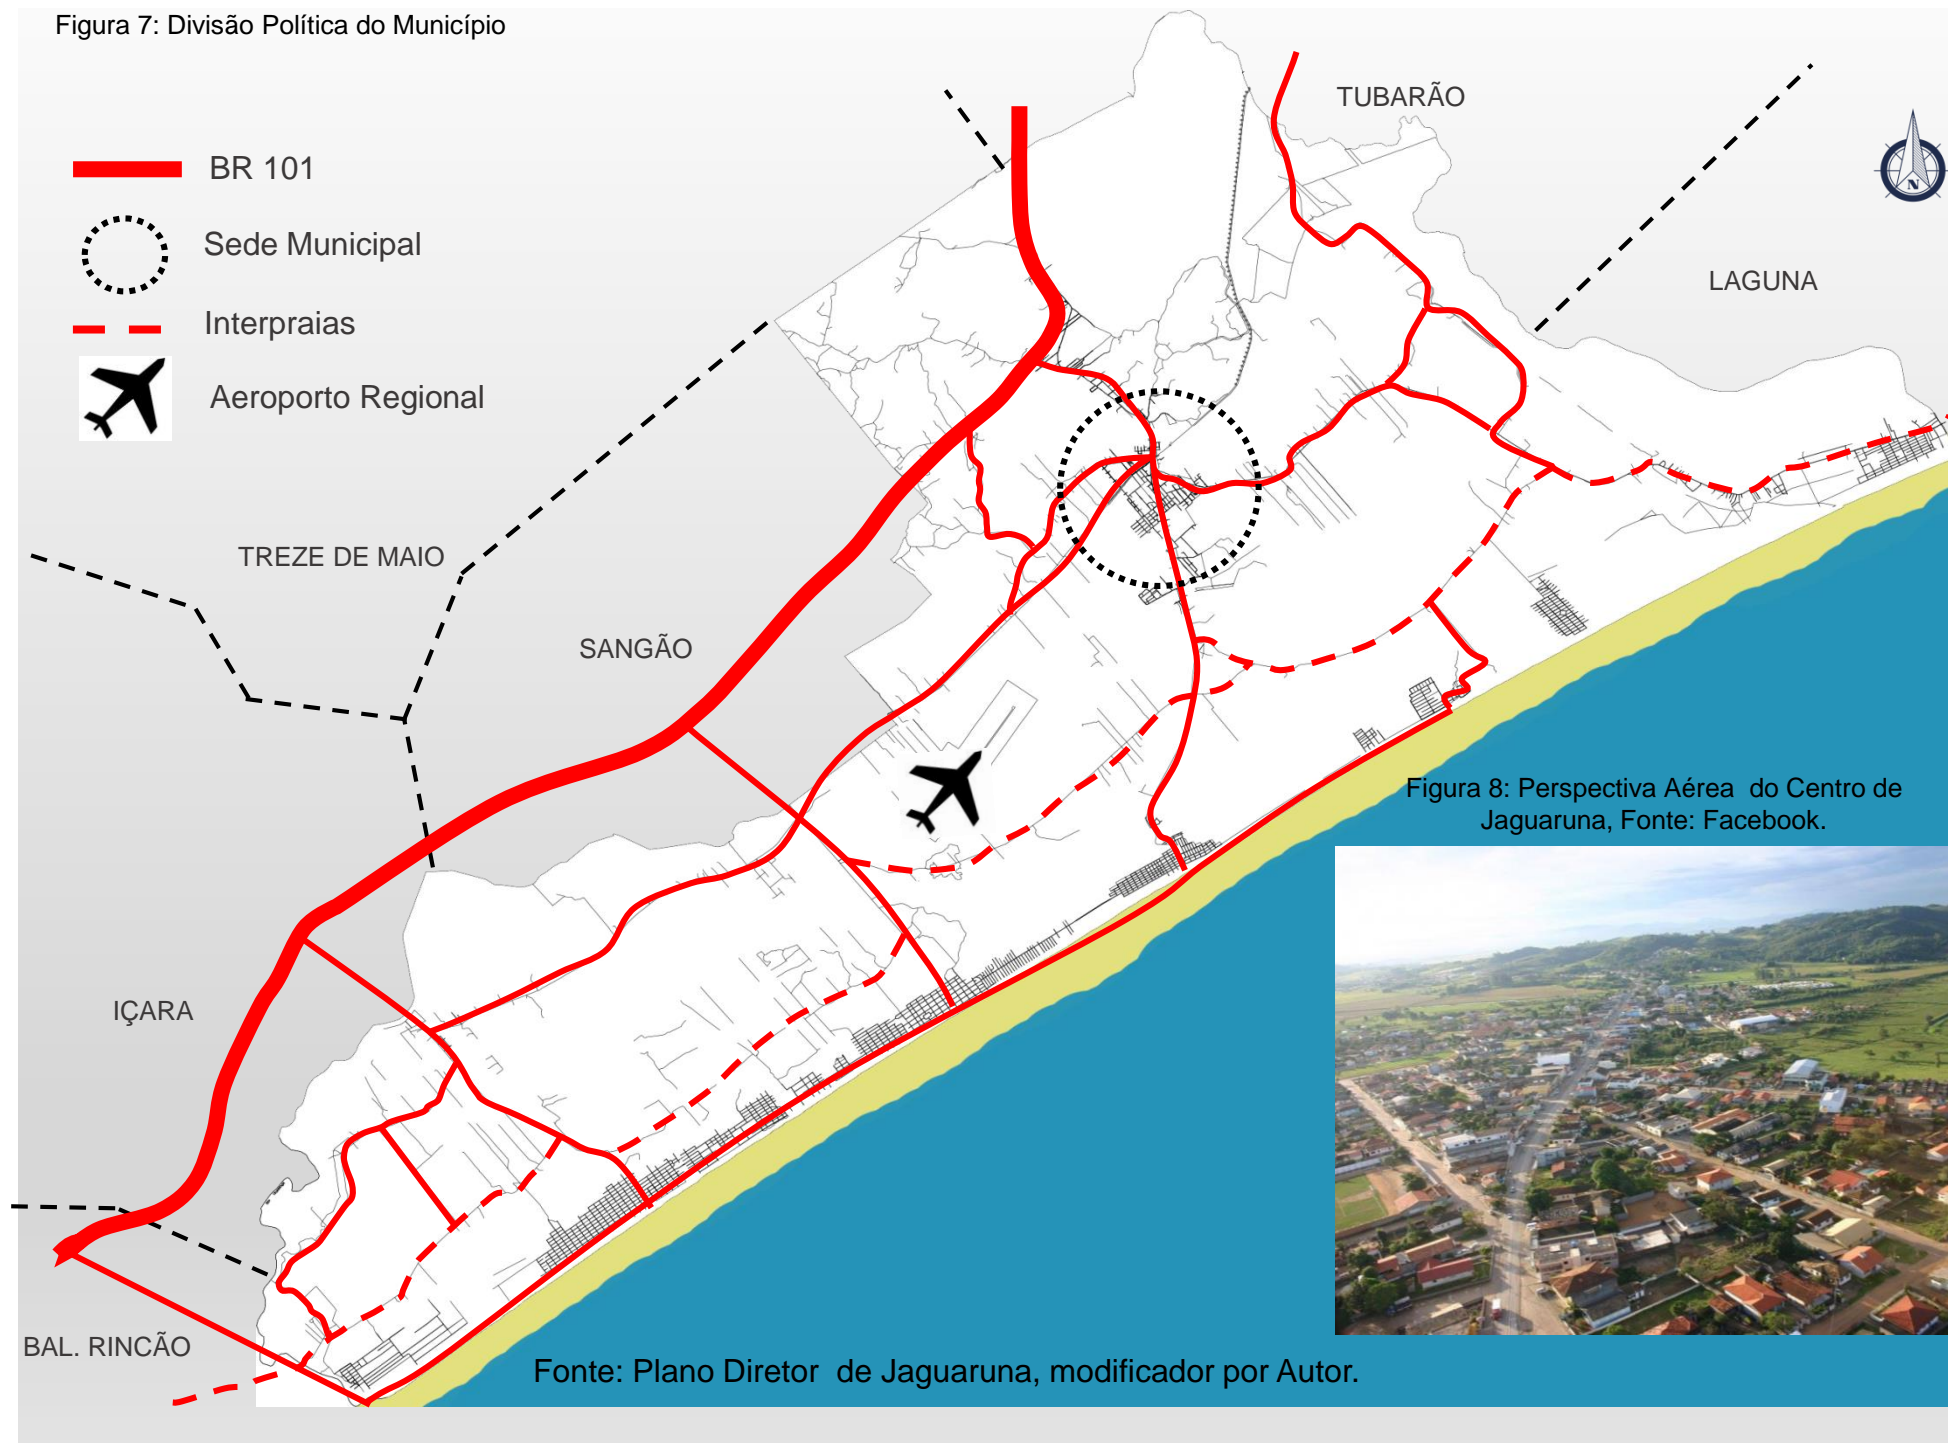 Figura 7: Divisão Política do Município
TUBARÃO
BR 101
N
Sede Municipal
LAGUNA
Interpraias
Aeroporto Regional
TREZE DE MAIO
SANGÃO
Figura 8: Perspectiva Aérea  do Centro de
Jaguaruna, Fonte: Facebook.
IÇARA
BAL. RINCÃO
Fonte: Plano Diretor  de Jaguaruna, modificador por Autor.